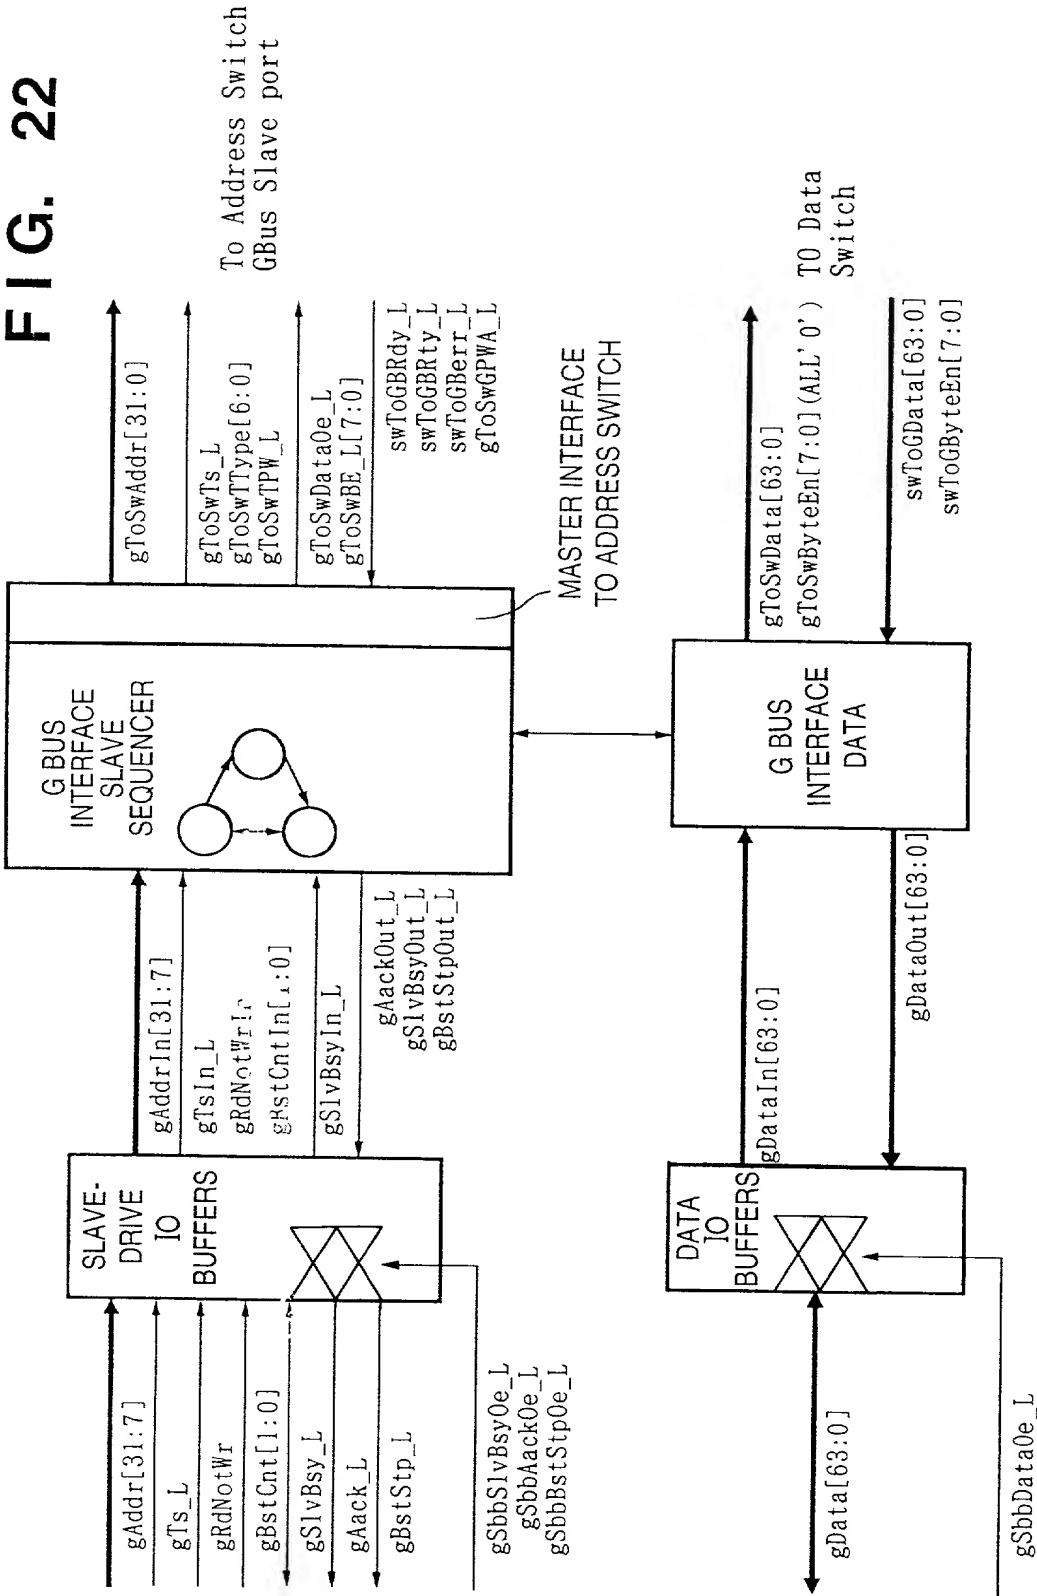 FIG. 22
gAddr[31:7]
gTs_L
gRdNotWr
gBstCnt[1:0]
gSlvBsy_L
gAack_L
gBstStp_L
gSbbSlvBsyOe_L
gSbbAackOe_L
gSbbBstStpOe_L
SLAVE-
DRIVE
IO
BUFFERS
gAddrIn[31:7]
gTsIn_L
gRdNotWrIn
gBstCntIn[1:0]
gSlvBsyIn_L
gAackOut_L
gSlvBsyOut_L
gBstStpOut_L
G BUS
INTERFACE
SLAVE
SEQUENCER
gToSwAddr[31:0]
gToSwTs_L
gToSwTType[6:0]
gToSwTPW_L
gToSwDataOe_L
gToSwBE_L[7:0]
swToGBRdy_L
swToGBRty_L
swToGBerr_L
gToSwGPWA_L
To Address Switch
GBus Slave port
MASTER INTERFACE
TO ADDRESS SWITCH
gData[63:0]
gSbbDataOe_L
DATA
IO
BUFFERS
gDataIn[63:0]
gDataOut[63:0]
G BUS
INTERFACE
DATA
gToSwData[63:0]
gToSwByteEn[7:0](ALL'0')
TO Data
Switch
swToGData[63:0]
swToGByteEn[7:0]